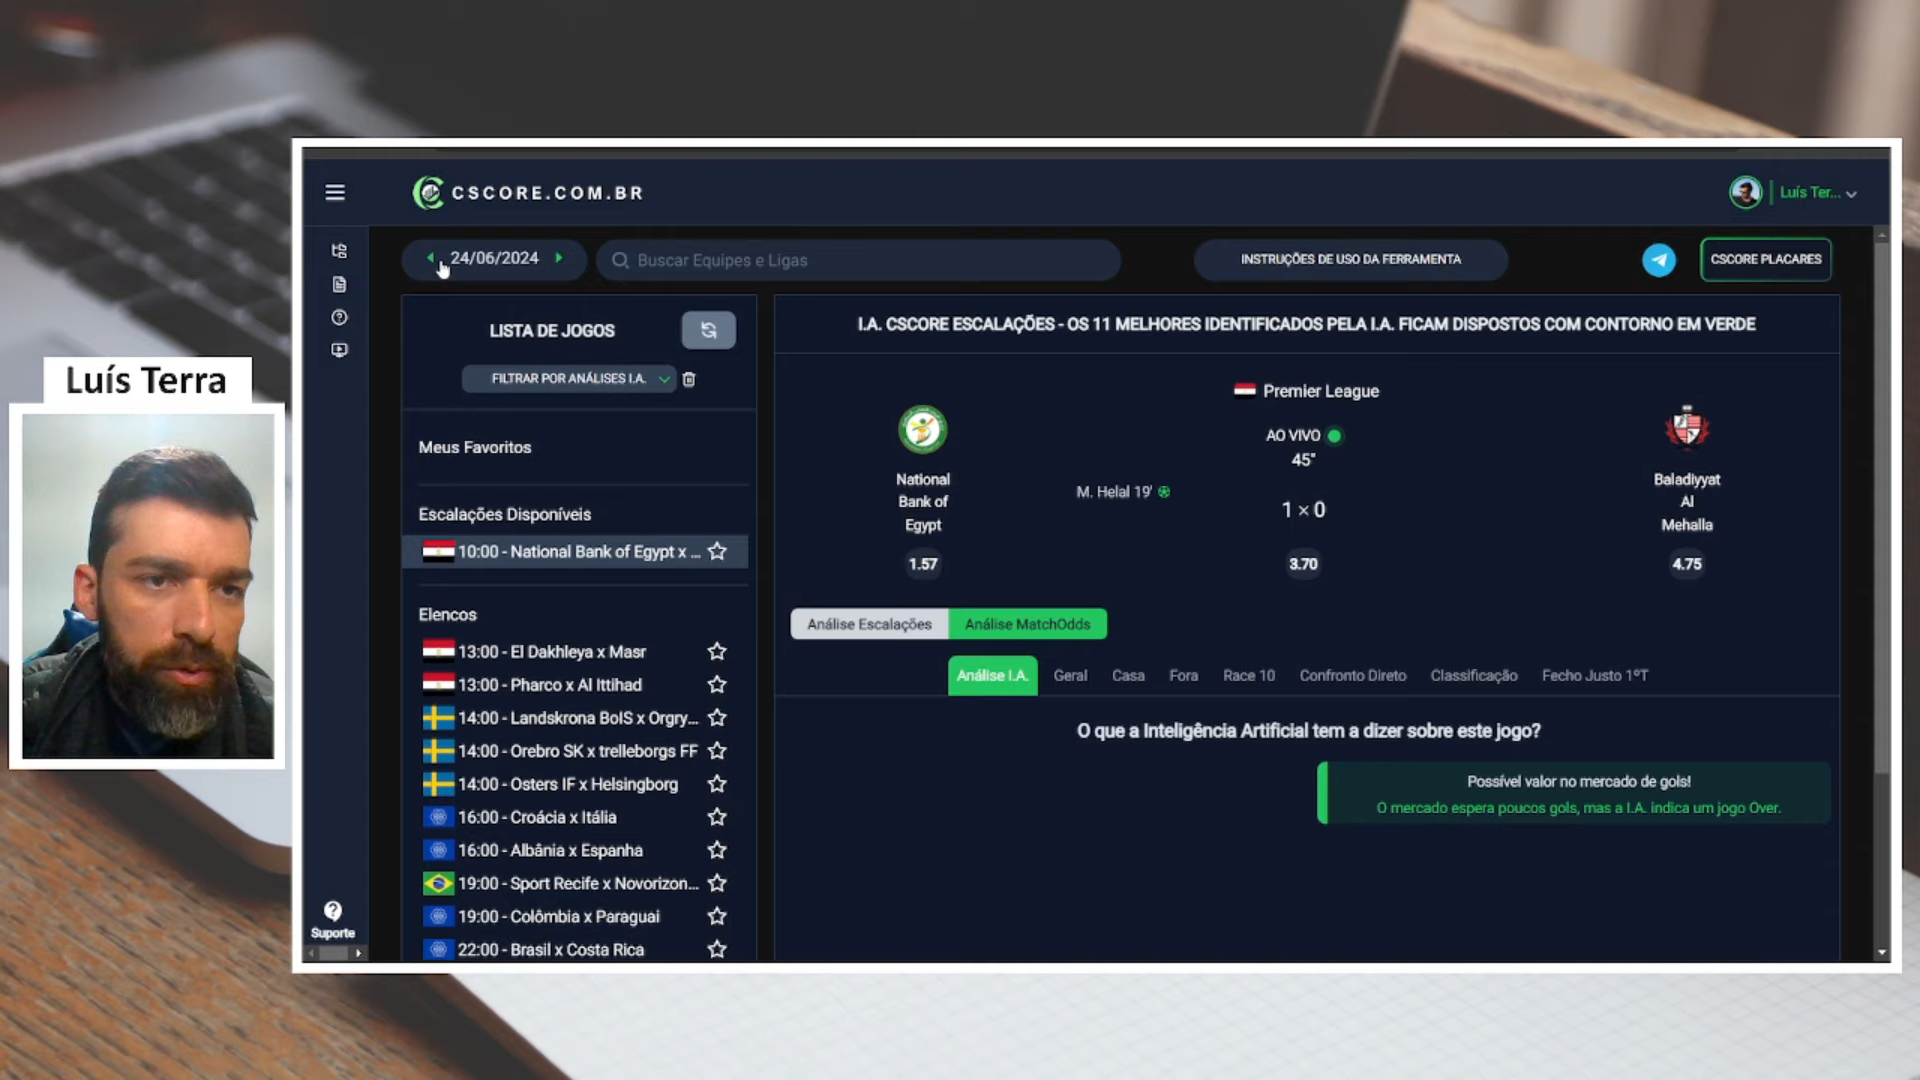 CSCORE.COM.BR
Luís Ter...
24/06/2024
Buscar Equipes e Ligas
INSTRUÇÕES DE USO DA FERRAMENTA
CSCORE PLACARES
LISTA DE JOGOS
FILTRAR POR ANÁLISES I.A.
Meus Favoritos
Escalações Disponíveis
10:00 - National Bank of Egypt x ...
Elencos
13:00 - El Dakhleya x Masr
13:00 - Pharco x Al Ittihad
14:00 - Landskrona BoIS x Orgry...
14:00 - Orebro SK x trelleborgs FF
14:00 - Osters IF x Helsingborg
16:00 - Croácia x Itália
16:00 - Albânia x Espanha
19:00 - Sport Recife x Novorizon...
19:00 - Colômbia x Paraguai
22:00 - Brasil x Costa Rica
Suporte
I.A. CSCORE ESCALAÇÕES - OS 11 MELHORES IDENTIFICADOS PELA I.A. FICAM DISPOSTOS COM CONTORNO EM VERDE
Premier League
AO VIVO
45"
National
Bank of
Egypt
M. Helal 19'
1 × 0
Baladiyyat
Al
Mehalla
1.57
3.70
4.75
Análise Escalações
Análise MatchOdds
Análise I.A.
Geral
Casa
Fora
Race 10
Confronto Direto
Classificação
Fecho Justo 1ºT
O que a Inteligência Artificial tem a dizer sobre este jogo?
Possível valor no mercado de gols!
O mercado espera poucos gols, mas a I.A. indica um jogo Over.
Luís Terra